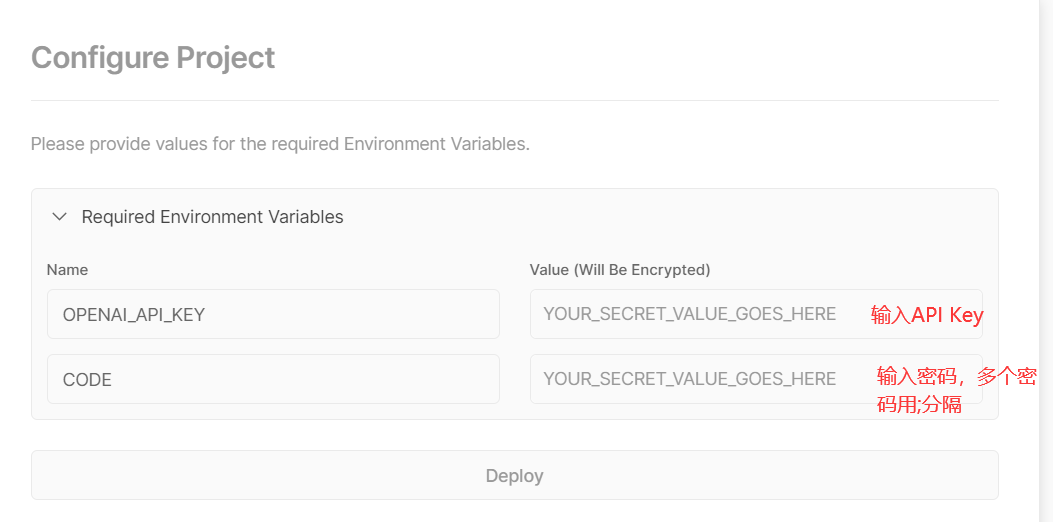 Configure Project
Please provide values for the required Environment Variables.
Required Environment Variables
Name
Value (Will Be Encrypted)
OPENAI_API_KEY
YOUR_SECRET_VALUE_GOES_HERE
输入API Key
CODE
YOUR_SECRET_VALUE_GOES_HERE
输入密码，多个密
码用;分隔
Deploy